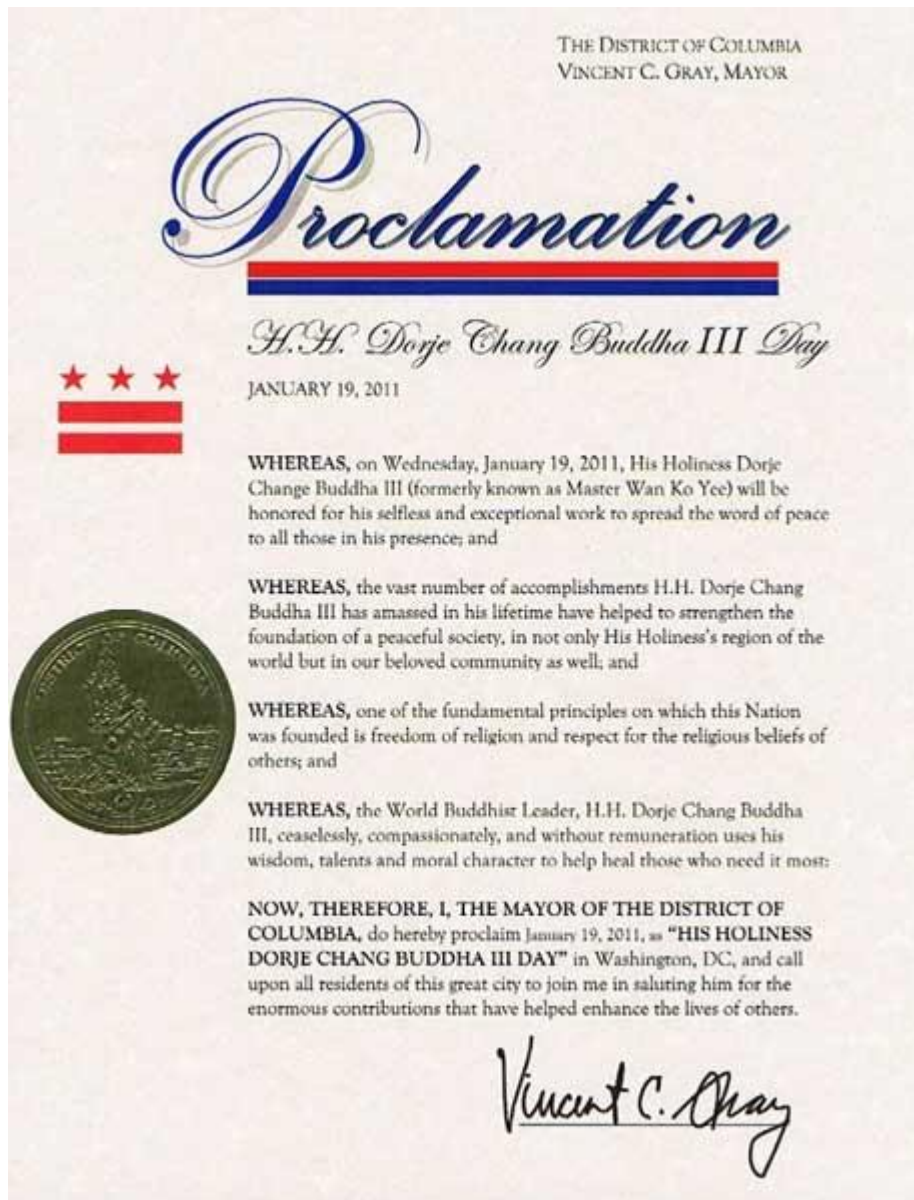 THE DISTRICT OF COLUMBIA
VINCENT C. GRAY, MAYOR
Proclamation
H.H. Dorje Chang Buddha III Day
JANUARY 19, 2011
WHEREAS, on Wednesday, January 19, 2011, His Holiness Dorje
Change Buddha III (formerly known as Master Wan Ko Yee) will be
honored for his selfless and exceptional work to spread the word of peace
to all those in his presence; and
WHEREAS, the vast number of accomplishments H.H. Dorje Chang
Buddha III has amassed in his lifetime have helped to strengthen the
foundation of a peaceful society, in not only His Holiness's region of the
world but in our beloved community as well; and
WHEREAS, one of the fundamental principles on which this Nation
was founded is freedom of religion and respect for the religious beliefs of
others; and
WHEREAS, the World Buddhist Leader, H.H. Dorje Chang Buddha
III, ceaselessly, compassionately, and without remuneration uses his
wisdom, talents and moral character to help heal those who need it most:
NOW, THEREFORE, I, THE MAYOR OF THE DISTRICT OF
COLUMBIA, do hereby proclaim January 19, 2011, as "HIS HOLINESS
DORJE CHANG BUDDHA III DAY" in Washington, DC, and call
upon all residents of this great city to join me in saluting him for the
enormous contributions that have helped enhance the lives of others.
Vincent C. Gray
DISTRICT OF COLUMBIA